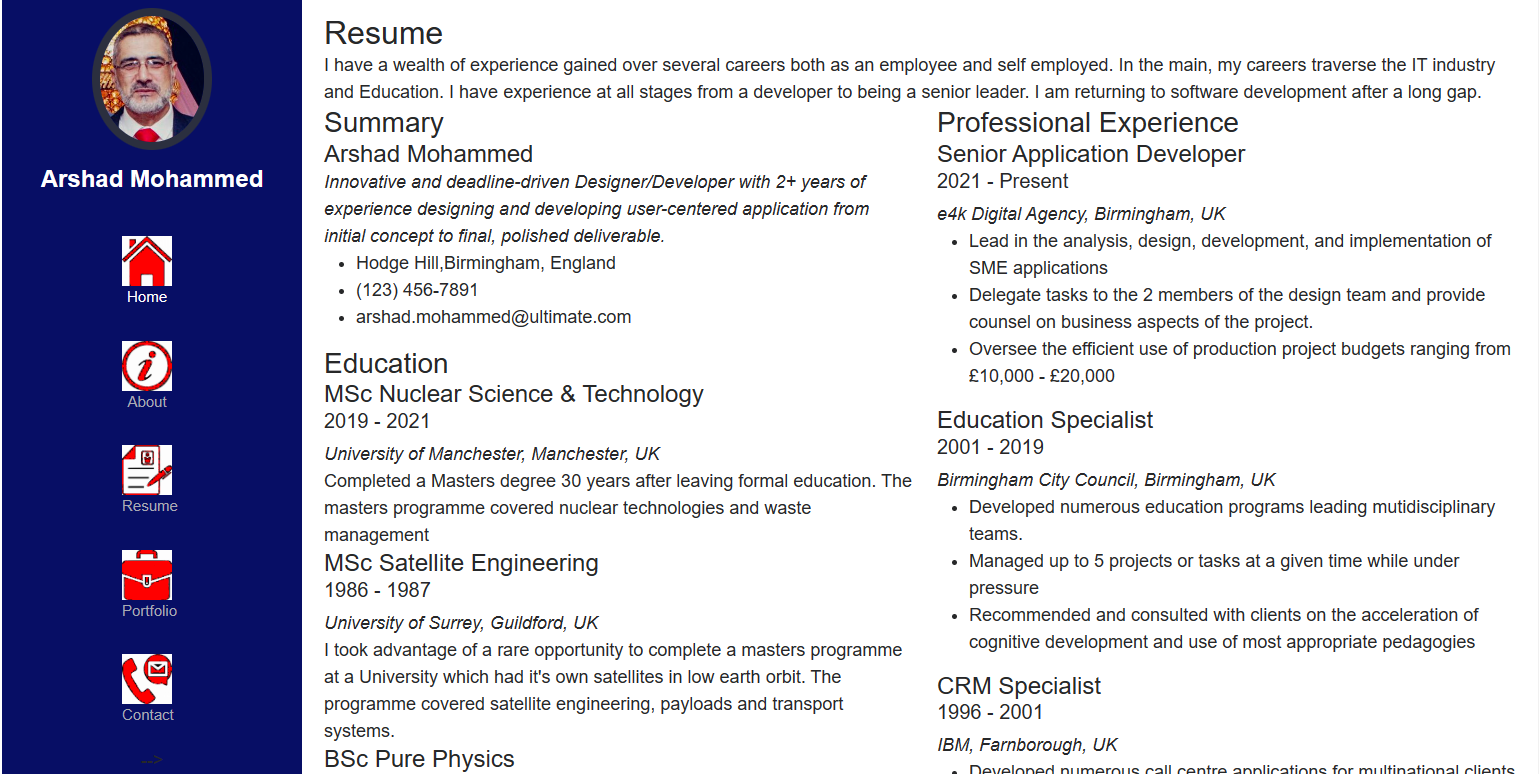 Arshad Mohammed
Home
About
Resume
Portfolio
Contact
-->
Resume
I have a wealth of experience gained over several careers both as an employee and self employed. In the main, my careers traverse the IT industry
and Education. I have experience at all stages from a developer to being a senior leader. I am returning to software development after a long gap.
Summary
Arshad Mohammed
Innovative and deadline-driven Designer/Developer with 2+ years of
experience designing and developing user-centered application from
initial concept to final, polished deliverable.
• Hodge Hill,Birmingham, England
• (123) 456-7891
• arshad.mohammed@ultimate.com
Education
MSc Nuclear Science & Technology
2019 - 2021
University of Manchester, Manchester, UK
Completed a Masters degree 30 years after leaving formal education. The
masters programme covered nuclear technologies and waste
management
MSc Satellite Engineering
1986 - 1987
University of Surrey, Guildford, UK
I took advantage of a rare opportunity to complete a masters programme
at a University which had it's own satellites in low earth orbit. The
programme covered satellite engineering, payloads and transport
systems.
BSc Pure Physics
Professional Experience
Senior Application Developer
2021 - Present
e4k Digital Agency, Birmingham, UK
• Lead in the analysis, design, development, and implementation of
SME applications
• Delegate tasks to the 2 members of the design team and provide
counsel on business aspects of the project.
• Oversee the efficient use of production project budgets ranging from
£10,000 - £20,000
Education Specialist
2001 - 2019
Birmingham City Council, Birmingham, UK
• Developed numerous education programs leading mutidisciplinary
teams.
• Managed up to 5 projects or tasks at a given time while under
pressure
• Recommended and consulted with clients on the acceleration of
cognitive development and use of most appropriate pedagogies
CRM Specialist
1996 - 2001
IBM, Farnborough, UK
• Developed numerous call centre applications for multinational clients